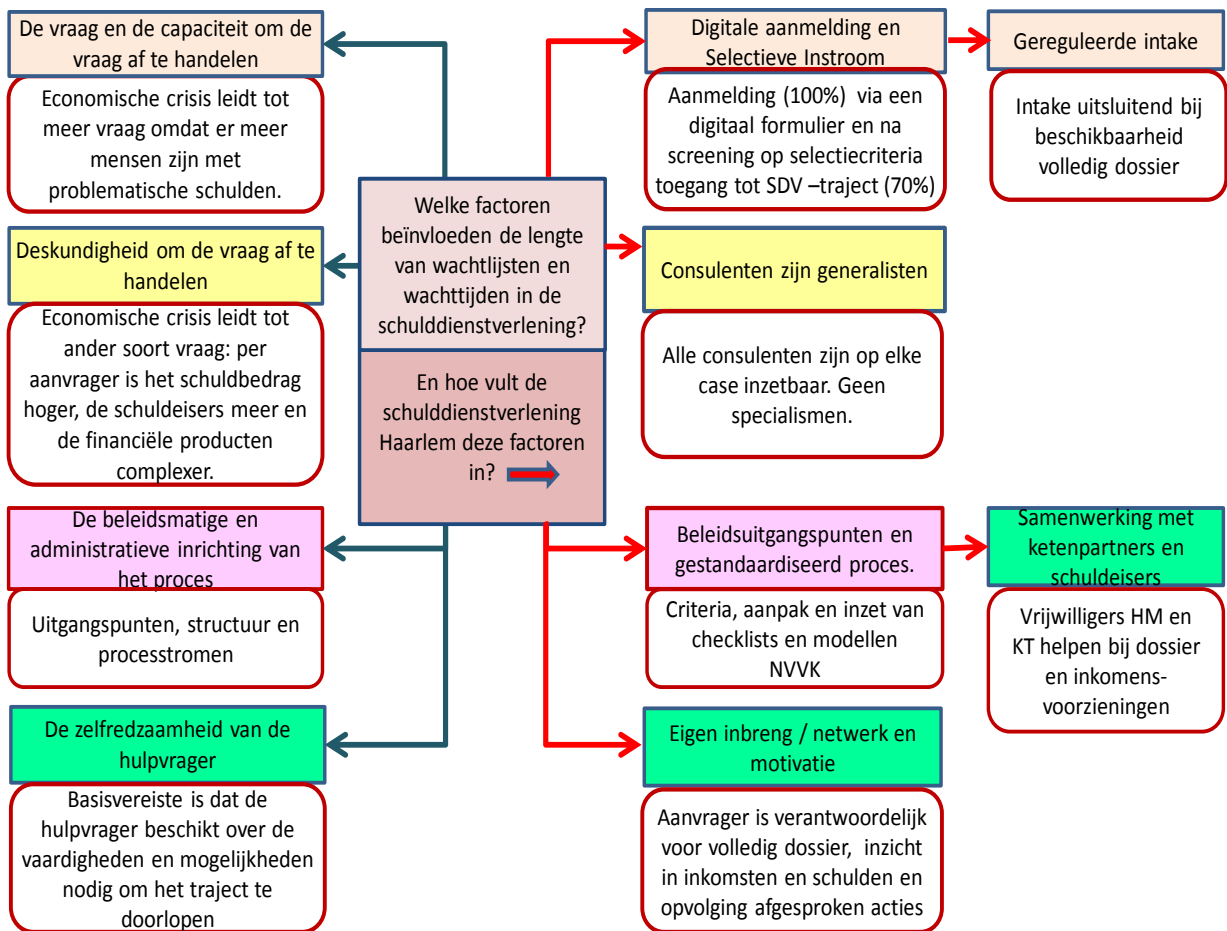 De vraag en de capaciteit om de
vraag af te handelen
Economische crisis leidt tot
meer vraag omdat er meer
mensen zijn met
problematische schulden.
Deskundigheid om de vraag af te
handelen
Economische crisis leidt tot
ander soort vraag: per
aanvrager is het schuldbedrag
hoger, de schuldeisers meer en
de financiële producten
complexer.
De beleidsmatige en
administratieve inrichting van
het proces
Uitgangspunten, structuur en
processtromen
De zelfredzaamheid van de
hulpvrager
Basisvereiste is dat de
hulpvrager beschikt over de
vaardigheden en mogelijkheden
nodig om het traject te
doorlopen
Welke factoren
beïnvloeden de lengte
van wachtlijsten en
wachttijden in de
schulddienstverlening?
En hoe vult de
schulddienstverlening
Haarlem deze factoren
in?
Digitale aanmelding en
Selectieve Instroom
Aanmelding (100%) via een
digitaal formulier en na
screening op selectiecriteria
toegang tot SDV –traject (70%)
Gereguleerde intake
Intake uitsluitend bij
beschikbaarheid
volledig dossier
Consulenten zijn generalisten
Alle consulenten zijn op elke
case inzetbaar. Geen
specialismen.
Beleidsuitgangspunten en
gestandaardiseerd proces.
Criteria, aanpak en inzet van
checklists en modellen
NVVK
Samenwerking met
ketenpartners en
schuldeisers
Vrijwilligers HM en
KT helpen bij dossier
en inkomens-
voorzieningen
Eigen inbreng / netwerk en
motivatie
Aanvrager is verantwoordelijk
voor volledig dossier, inzicht
in inkomsten en schulden en
opvolging afgesproken acties